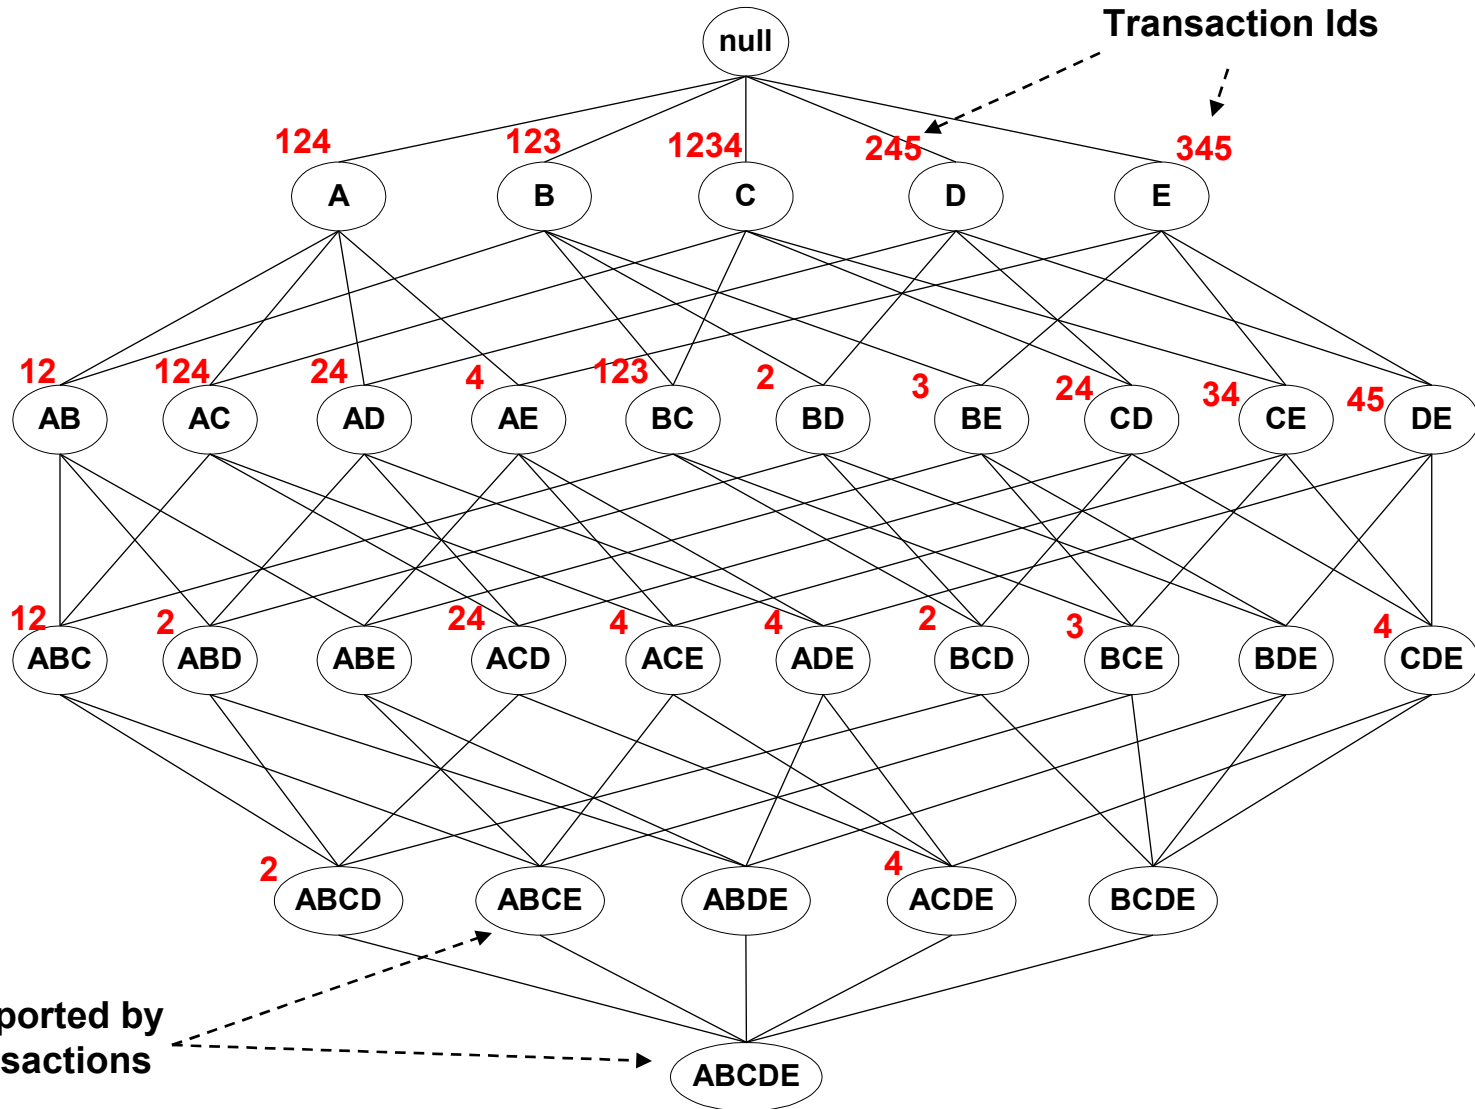 Transaction Ids
null
124 123 1234 245 345
A B C D E
12 124 24 4 123 2 3 24 34 45
AB AC AD AE BC BD BE CD CE DE
12 2 24 4 4 2 3 4
ABC ABD ABE ACD ACE ADE BCD BCE BDE CDE
2 4
ABCD ABCE ABDE ACDE BCDE
ported by
sactions
ABCDE